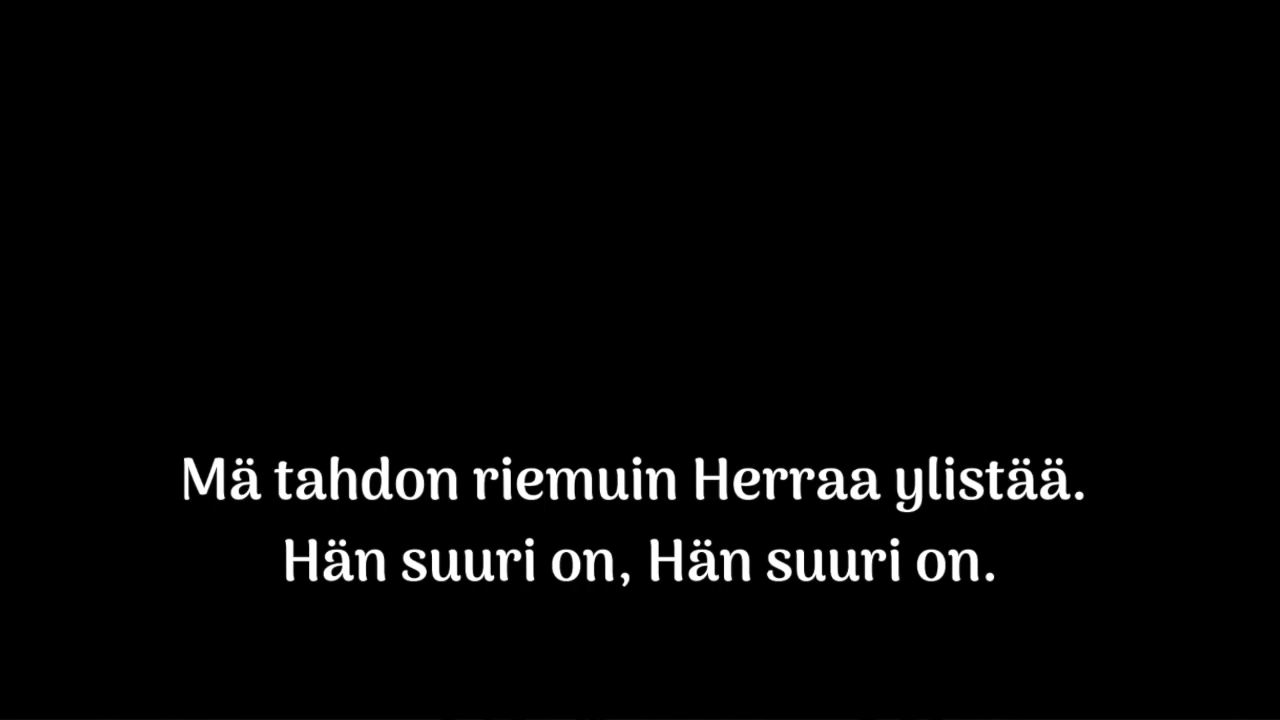 Mä tahdon riemuin Herraa ylistää.
Hän suuri on, Hän suuri on.